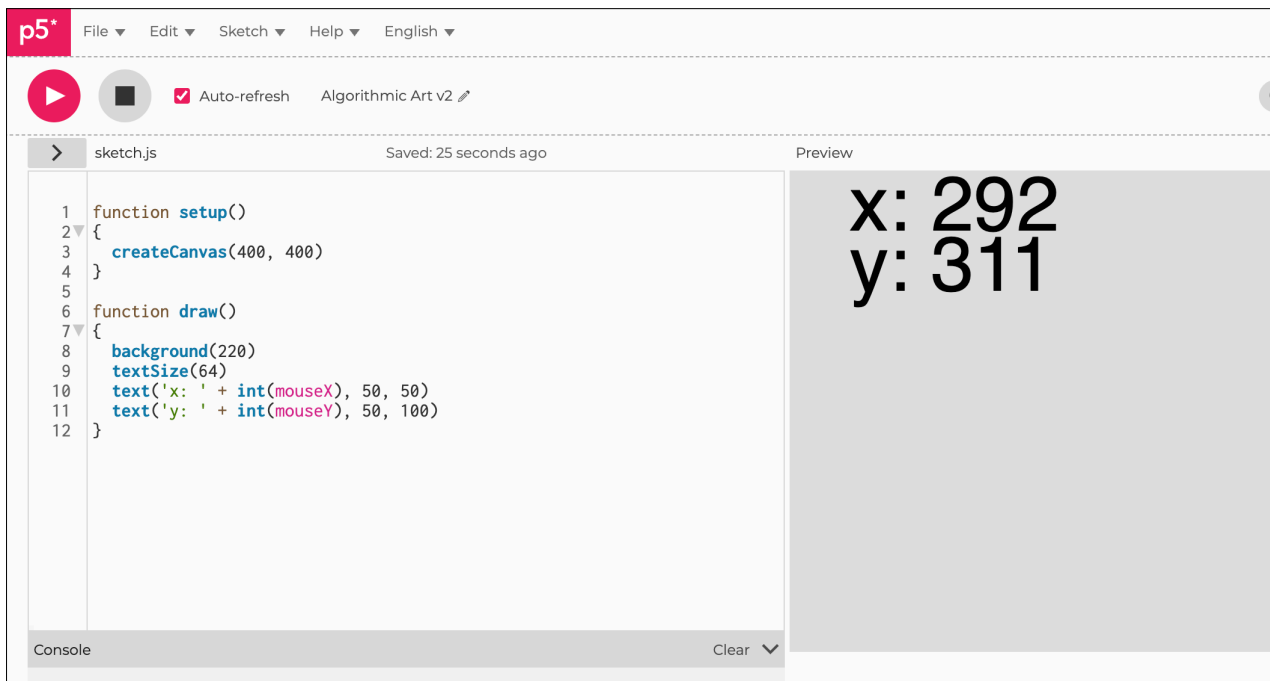 p5* File Edit Sketch Help English
Auto-refresh Algorithmic Art v2
sketch.js Saved: 25 seconds ago Preview
1 function setup()
2 {
3 createCanvas(400, 400)
4 }
5
6 function draw()
7 {
8 background(220)
9 textSize(64)
10 text('x: ' + int(mouseX), 50, 50)
11 text('y: ' + int(mouseY), 50, 100)
12 }
x: 292
y: 311
Console Clear